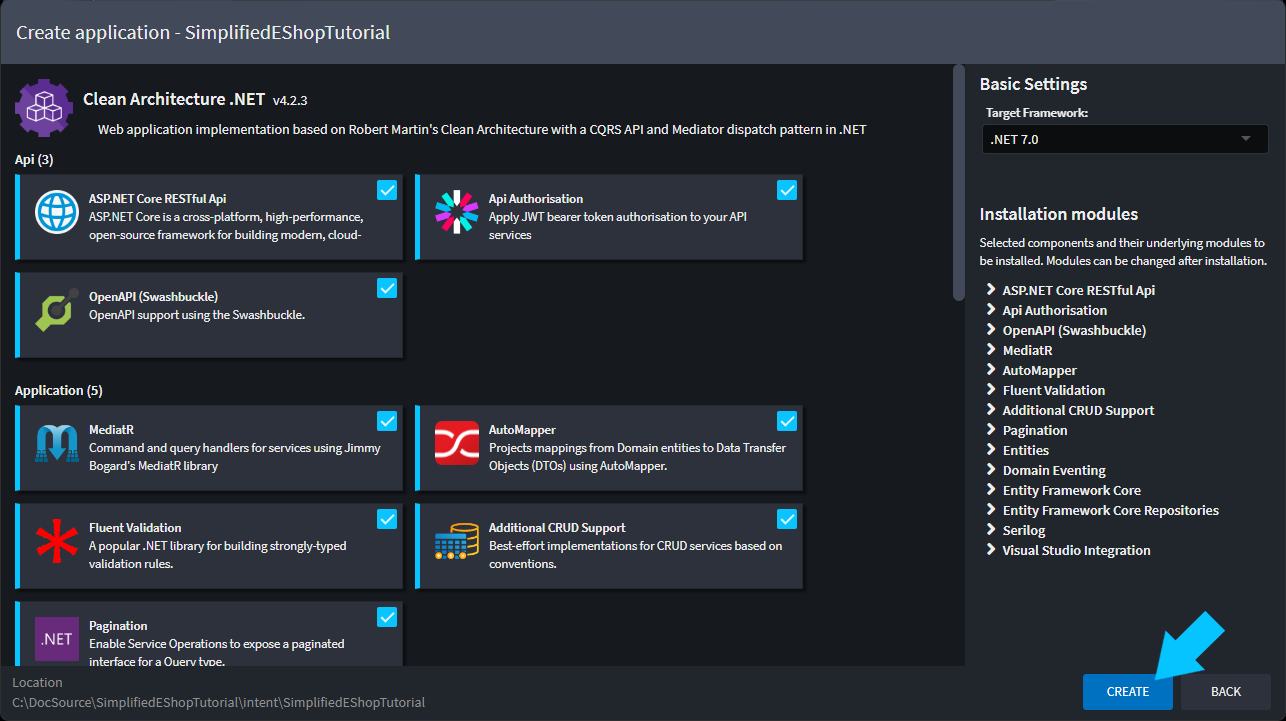 Create application - SimplifiedEShopTutorial
Clean Architecture .NET v4.2.3
Web application implementation based on Robert Martin's Clean Architecture with a CQRS API and Mediator dispatch pattern in .NET
Api (3)
ASP.NET Core RESTful Api
ASP.NET Core is a cross-platform, high-performance,
open-source framework for building modern, cloud-
Api Authorisation
Apply JWT bearer token authorisation to your API
services
OpenAPI (Swashbuckle)
OpenAPI support using the Swashbuckle.
Application (5)
MediatR
Command and query handlers for services using Jimmy
Bogard's MediatR library
AutoMapper
Projects mappings from Domain entities to Data Transfer
Objects (DTOs) using AutoMapper.
Fluent Validation
A popular .NET library for building strongly-typed
validation rules.
Additional CRUD Support
Best-effort implementations for CRUD services based on
conventions.
.NET
Pagination
Enable Service Operations to expose a paginated
interface for a Query type.
Basic Settings
Target Framework:
.NET 7.0
Installation modules
Selected components and their underlying modules to
be installed. Modules can be changed after installation.
ASP.NET Core RESTful Api
Api Authorisation
OpenAPI (Swashbuckle)
MediatR
AutoMapper
Fluent Validation
Additional CRUD Support
Pagination
Entities
Domain Eventing
Entity Framework Core
Entity Framework Core Repositories
Serilog
Visual Studio Integration
Location
C:\DocSource\SimplifiedEShopTutorial\intent\SimplifiedEShopTutorial
CREATE
BACK